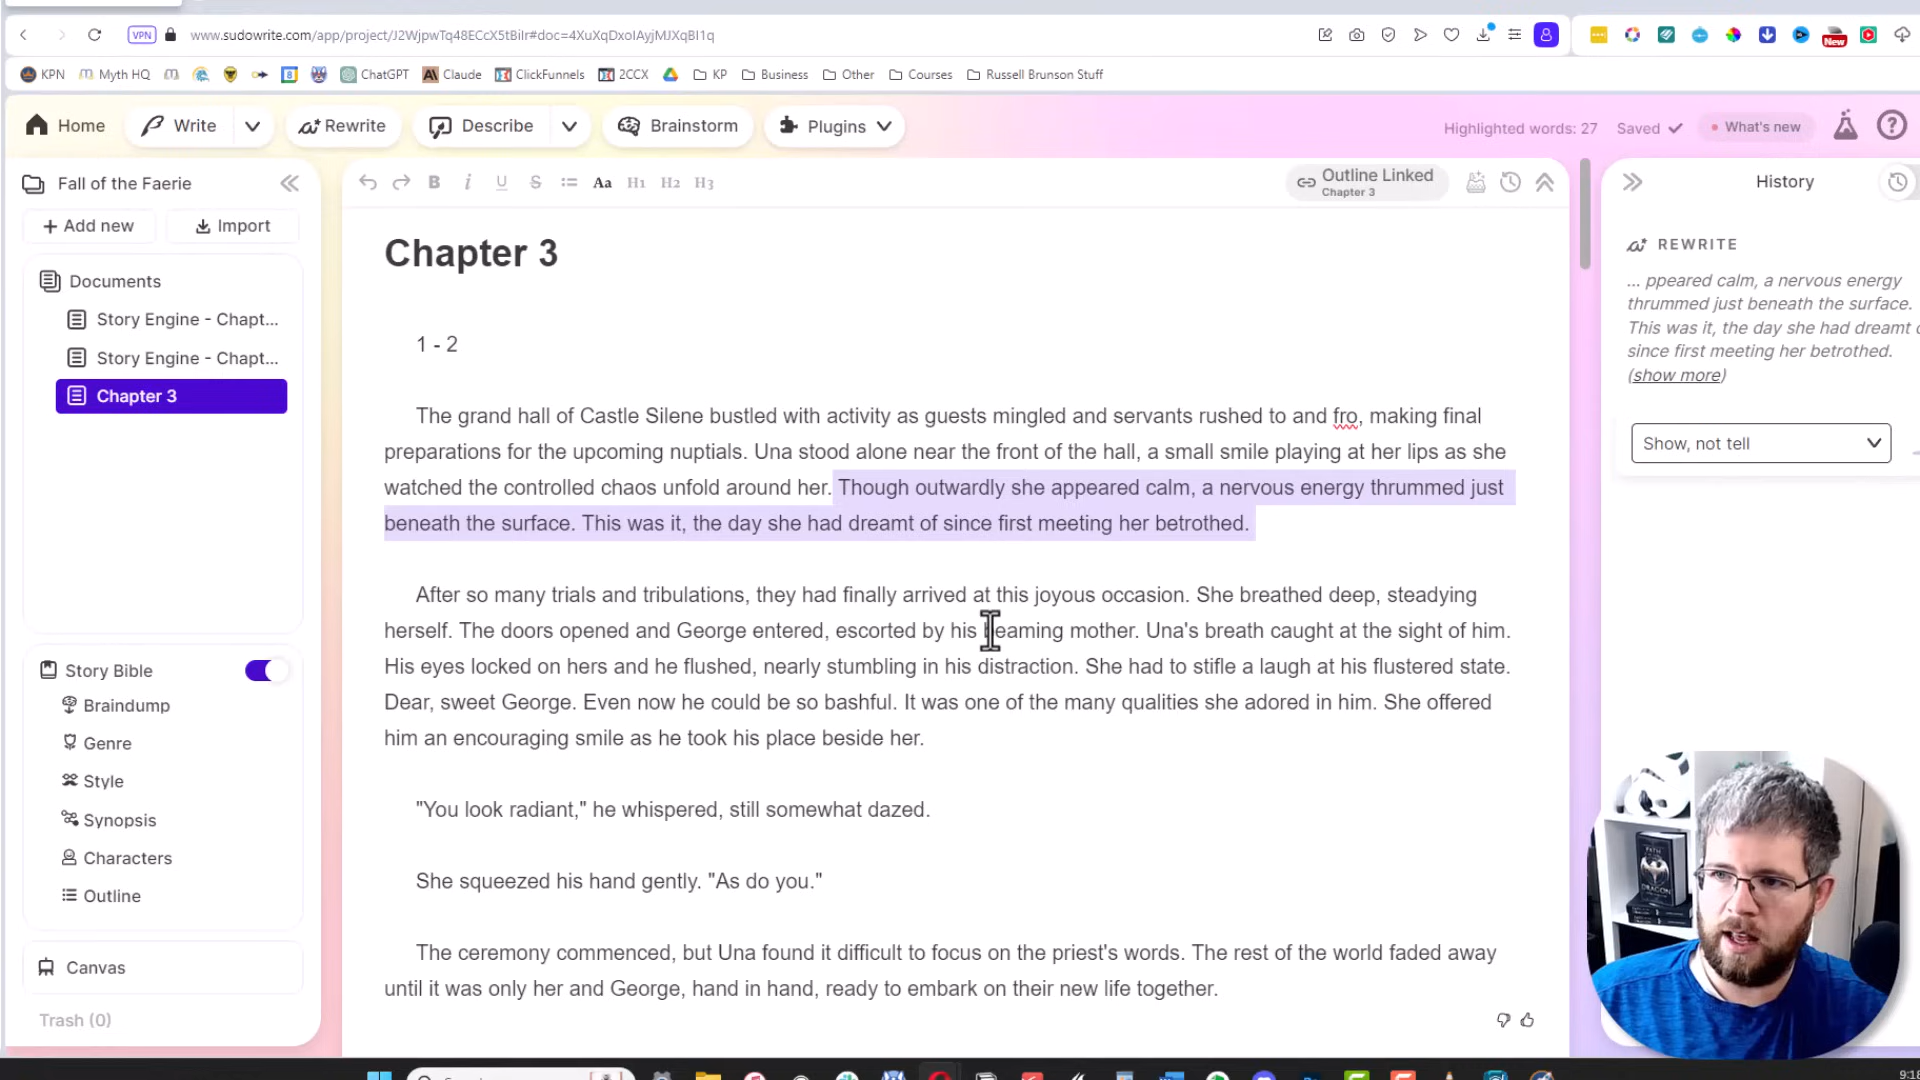 VPN www.sudowrite.com/app/project/J2WjpwTq48ECcX5tBiIr#doc=4XuXqDxoIAyjMJXqBI1q
New
KPN Myth HQ 8 ChatGPT Claude ClickFunnels 2CCX KP Business Other Courses Russell Brunson Stuff
Home Write Rewrite Describe Brainstorm Plugins Highlighted words: 27 Saved What's new
Fall of the Faerie
Add new Import
Documents
Story Engine - Chapt...
Story Engine - Chapt...
Chapter 3
Story Bible
Braindump
Genre
Style
Synopsis
Characters
Outline
Canvas
Trash (0)
B i U S Aa H1 H2 H3
Outline Linked
Chapter 3
Chapter 3
1 - 2
The grand hall of Castle Silene bustled with activity as guests mingled and servants rushed to and fro, making final
preparations for the upcoming nuptials. Una stood alone near the front of the hall, a small smile playing at her lips as she
watched the controlled chaos unfold around her. Though outwardly she appeared calm, a nervous energy thrummed just
beneath the surface. This was it, the day she had dreamt of since first meeting her betrothed.
After so many trials and tribulations, they had finally arrived at this joyous occasion. She breathed deep, steadying
herself. The doors opened and George entered, escorted by his beaming mother. Una's breath caught at the sight of him.
His eyes locked on hers and he flushed, nearly stumbling in his distraction. She had to stifle a laugh at his flustered state.
Dear, sweet George. Even now he could be so bashful. It was one of the many qualities she adored in him. She offered
him an encouraging smile as he took his place beside her.
"You look radiant," he whispered, still somewhat dazed.
She squeezed his hand gently. "As do you."
The ceremony commenced, but Una found it difficult to focus on the priest's words. The rest of the world faded away
until it was only her and George, hand in hand, ready to embark on their new life together.
History
REWRITE
... ppeared calm, a nervous energy
thrummed just beneath the surface.
This was it, the day she had dreamt
since first meeting her betrothed.
(show more)
Show, not tell
DRAGON
9:18